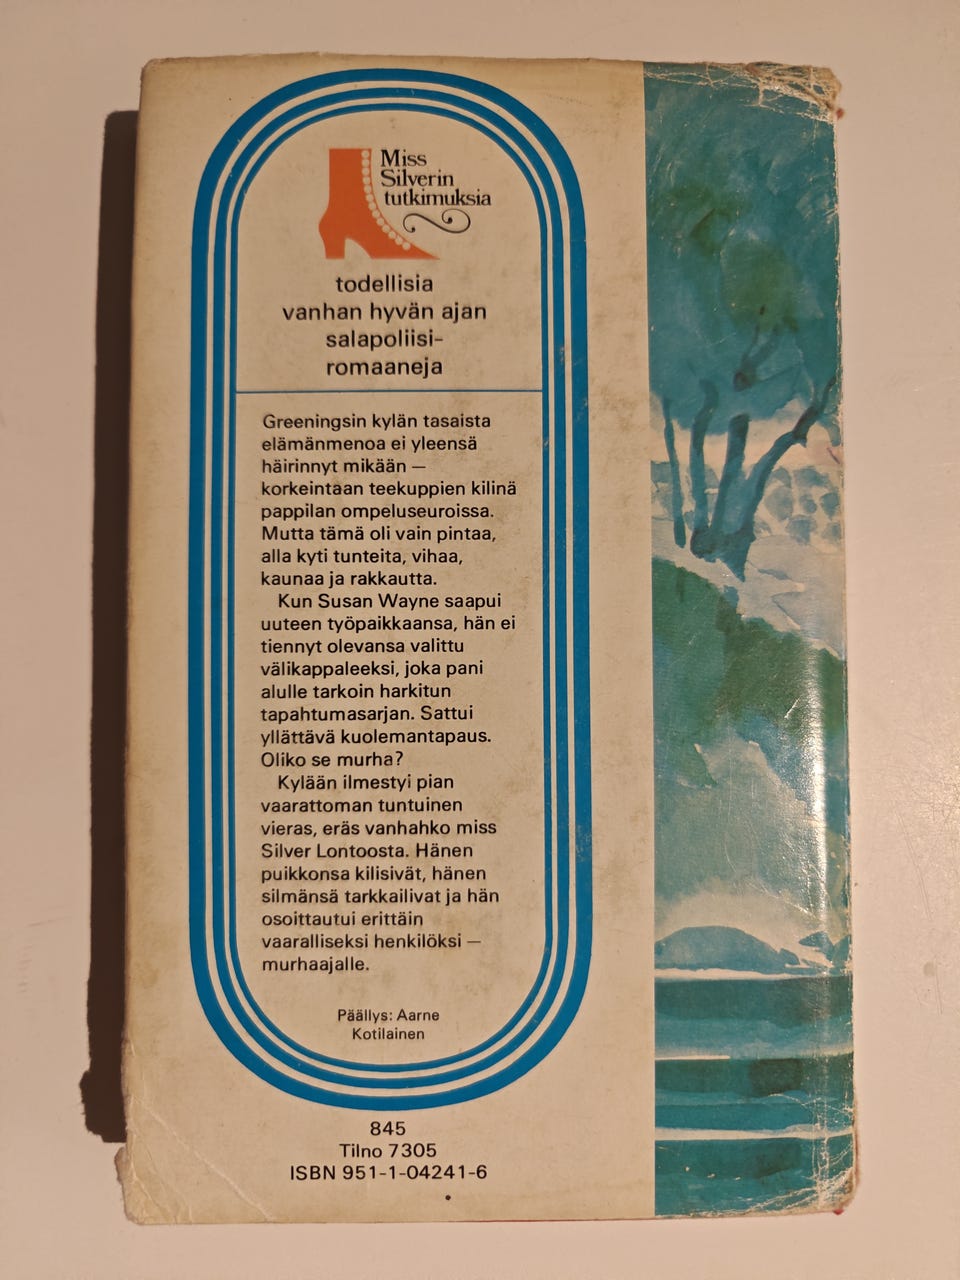 Miss
Silverin
tutkimuksia
todellisia
vanhan hyvän ajan
salapoliisi-
romaaneja
Greeningsin kylän tasaista
elämänmenoa ei yleensä
häirinnyt mikään —
korkeintaan teekuppien kilinä
pappilan ompeluseuroissa.
Mutta tämä oli vain pintaa,
alla kyti tunteita, vihaa,
kaunaa ja rakkautta.
Kun Susan Wayne saapui
uuteen työpaikkaansa, hän ei
tiennyt olevansa valittu
välikappaleeksi, joka pani
alulle tarkoin harkitun
tapahtumasarjan. Sattui
yllättävä kuolemantapaus.
Oliko se murha?
Kylään ilmestyi pian
vaarattoman tuntuinen
vieras, eräs vanhahko miss
Silver Lontoosta. Hänen
puikkonsa kilisivät, hänen
silmänsä tarkkailivat ja hän
osoittautui erittäin
vaaralliseksi henkilöksi —
murhaajalle.
Päällys: Aarne
Kotilainen
845
Tilno 7305
ISBN 951-1-04241-6